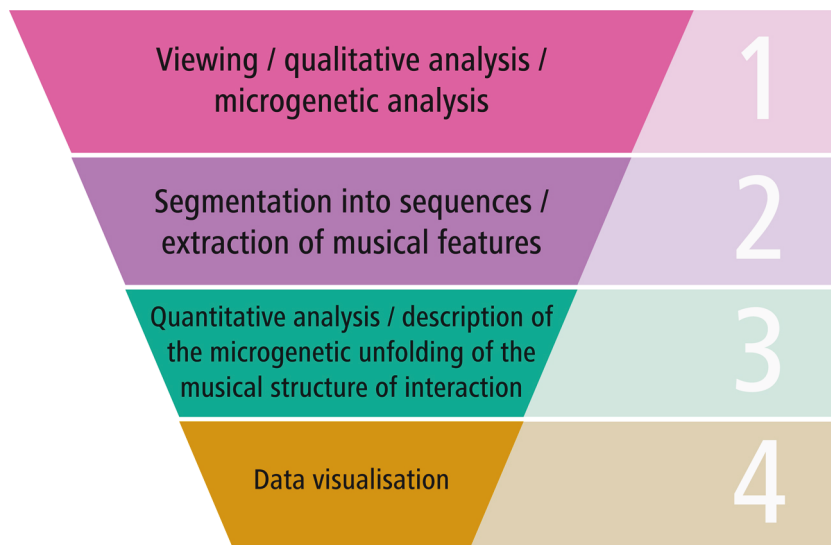 Viewing / qualitative analysis /
microgenetic analysis
1
Segmentation into sequences /
extraction of musical features
2
Quantitative analysis / description of
the microgenetic unfolding of the
musical structure of interaction
3
Data visualisation
4